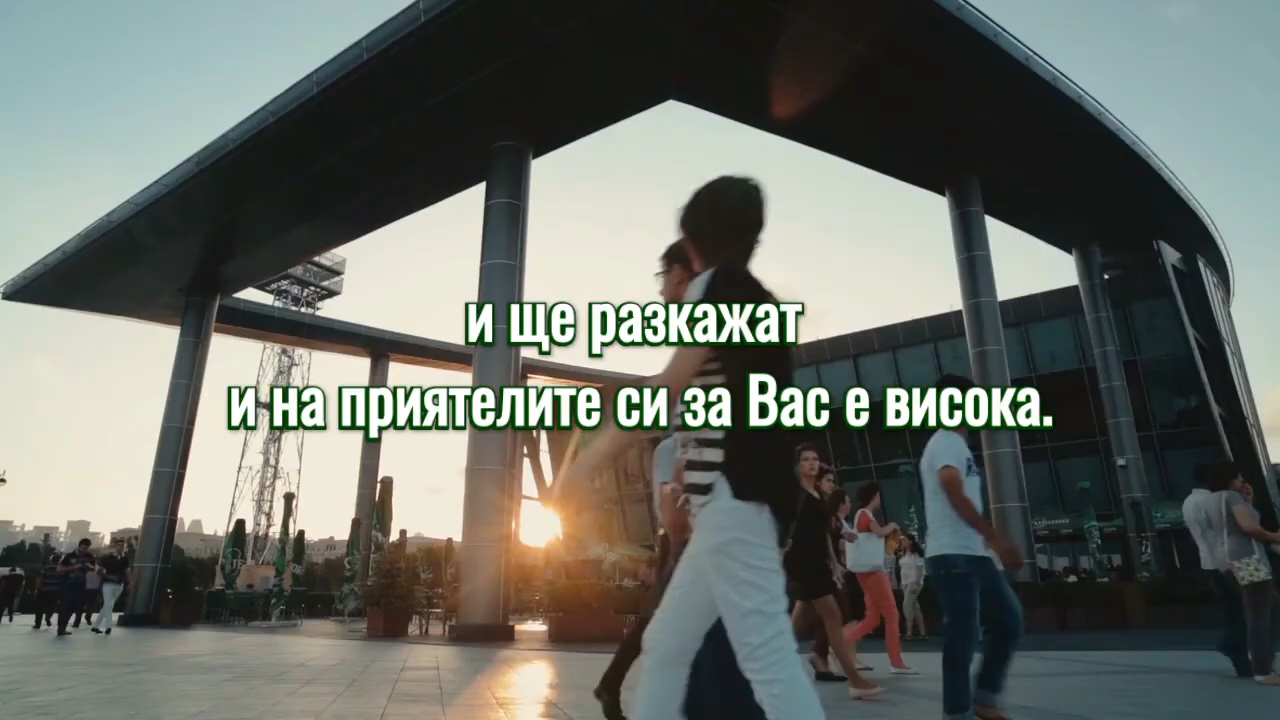 и ще разкажат
и на приятелите си за Вас е висока.